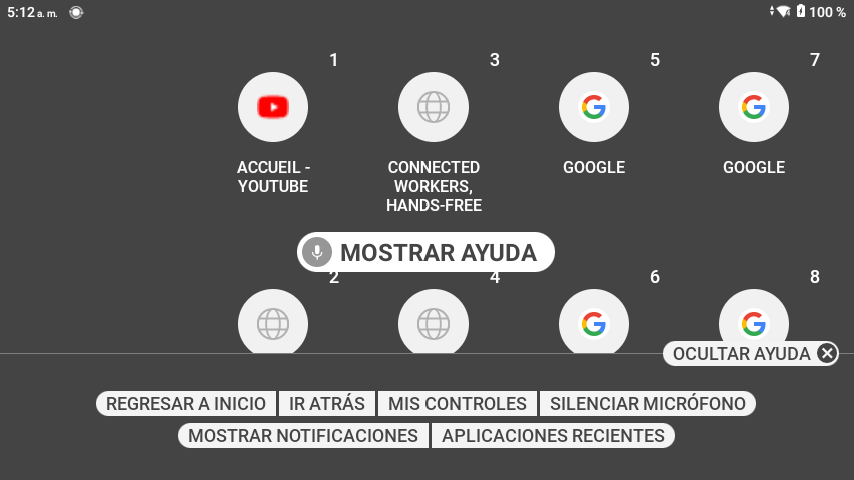 5:12 a. m.
100 %
1
3
5
7
ACCUEIL -
YOUTUBE
CONNECTED
WORKERS,
HANDS-FREE
GOOGLE
GOOGLE
MOSTRAR AYUDA
2
4
6
8
OCULTAR AYUDA
REGRESAR A INICIO
IR ATRÁS
MIS CONTROLES
SILENCIAR MICRÓFONO
MOSTRAR NOTIFICACIONES
APLICACIONES RECIENTES